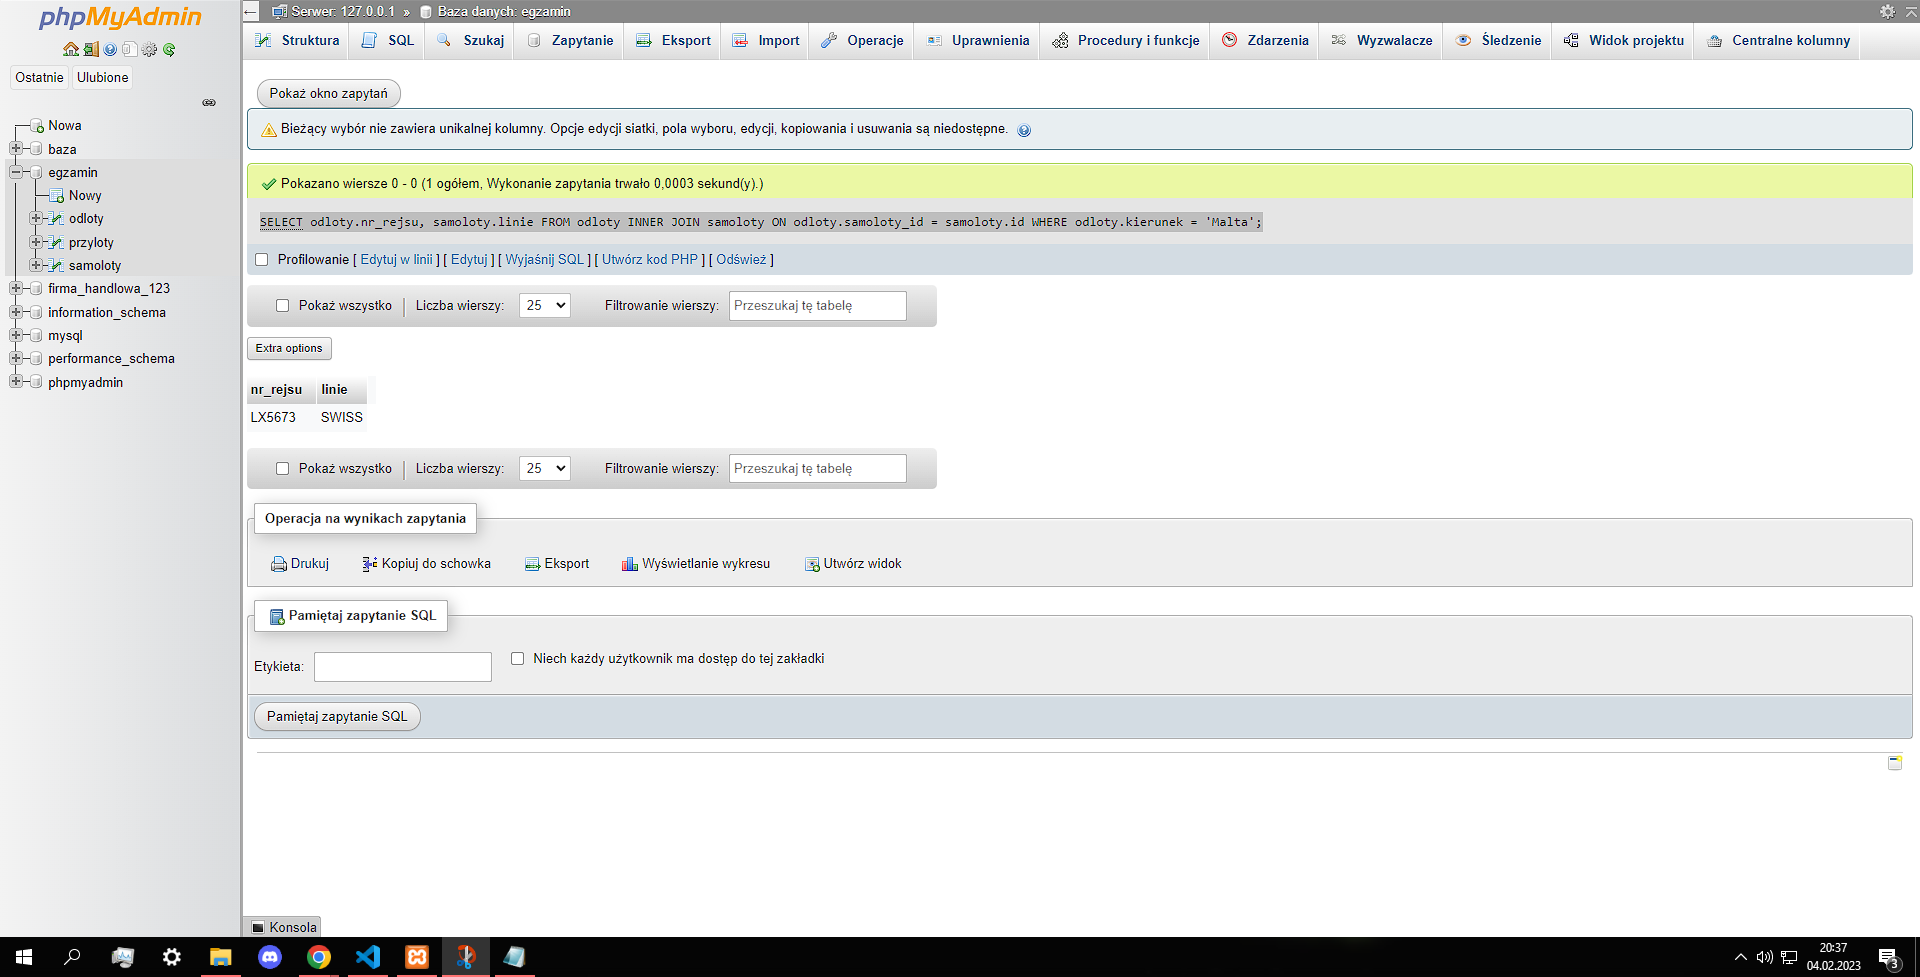 phpMyAdmin
Ostatnie Ulubione
Nowa
baza
egzamin
Nowy
odloty
przyloty
samoloty
firma_handlowa_123
information_schema
mysql
performance_schema
phpmyadmin
Serwer: 127.0.0.1 » Baza danych: egzamin
Struktura SQL Szukaj Zapytanie Eksport Import Operacje Uprawnienia Procedury i funkcje Zdarzenia Wyzwalacze Śledzenie Widok projektu Centralne kolumny
Pokaż okno zapytań
Bieżący wybór nie zawiera unikalnej kolumny. Opcje edycji siatki, pola wyboru, edycji, kopiowania i usuwania są niedostępne.
Pokazano wiersze 0 - 0 (1 ogółem, Wykonanie zapytania trwało 0,0003 sekund(y).)
SELECT odloty.nr_rejsu, samoloty.linie FROM odloty INNER JOIN samoloty ON odloty.samoloty_id = samoloty.id WHERE odloty.kierunek = 'Malta';
Profilowanie [ Edytuj w linii ] [ Edytuj ] [ Wyjaśnij SQL ] [ Utwórz kod PHP ] [ Odśwież ]
Pokaż wszystko Liczba wierszy: 25 Filtrowanie wierszy: Przeszukaj tę tabelę
Extra options
nr_rejsu linie
LX5673 SWISS
Pokaż wszystko Liczba wierszy: 25 Filtrowanie wierszy: Przeszukaj tę tabelę
Operacja na wynikach zapytania
Drukuj Kopiuj do schowka Eksport Wyświetlanie wykresu Utwórz widok
Pamiętaj zapytanie SQL
Etykieta: Niech każdy użytkownik ma dostęp do tej zakładki
Pamiętaj zapytanie SQL
Konsola
20:37
04.02.2023
3